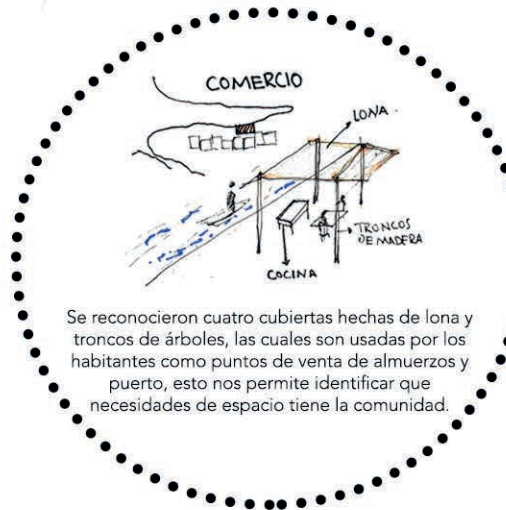 COMERCIO
LONA
TRONCOS
DE MADERA
COCINA
Se reconocieron cuatro cubiertas hechas de lona y
troncos de árboles, las cuales son usadas por los
habitantes como puntos de venta de almuerzos y
puerto, esto nos permite identificar que
necesidades de espacio tiene la comunidad.